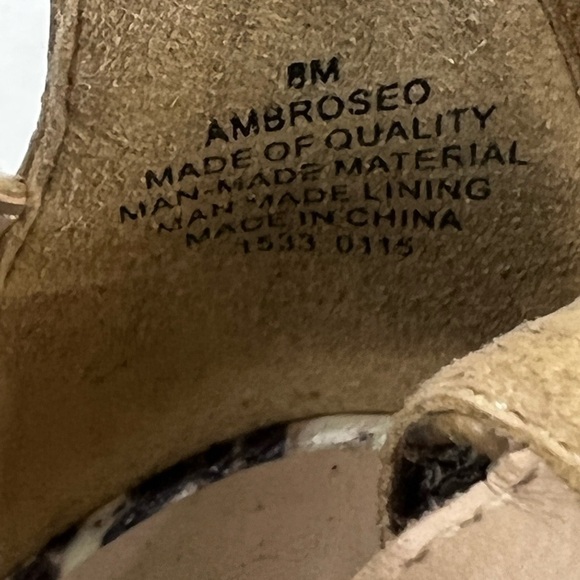 8M
AMBROSEO
MADE OF QUALITY
MAN-MADE MATERIAL
MAN MADE LINING
MADE IN CHINA
1533 0115